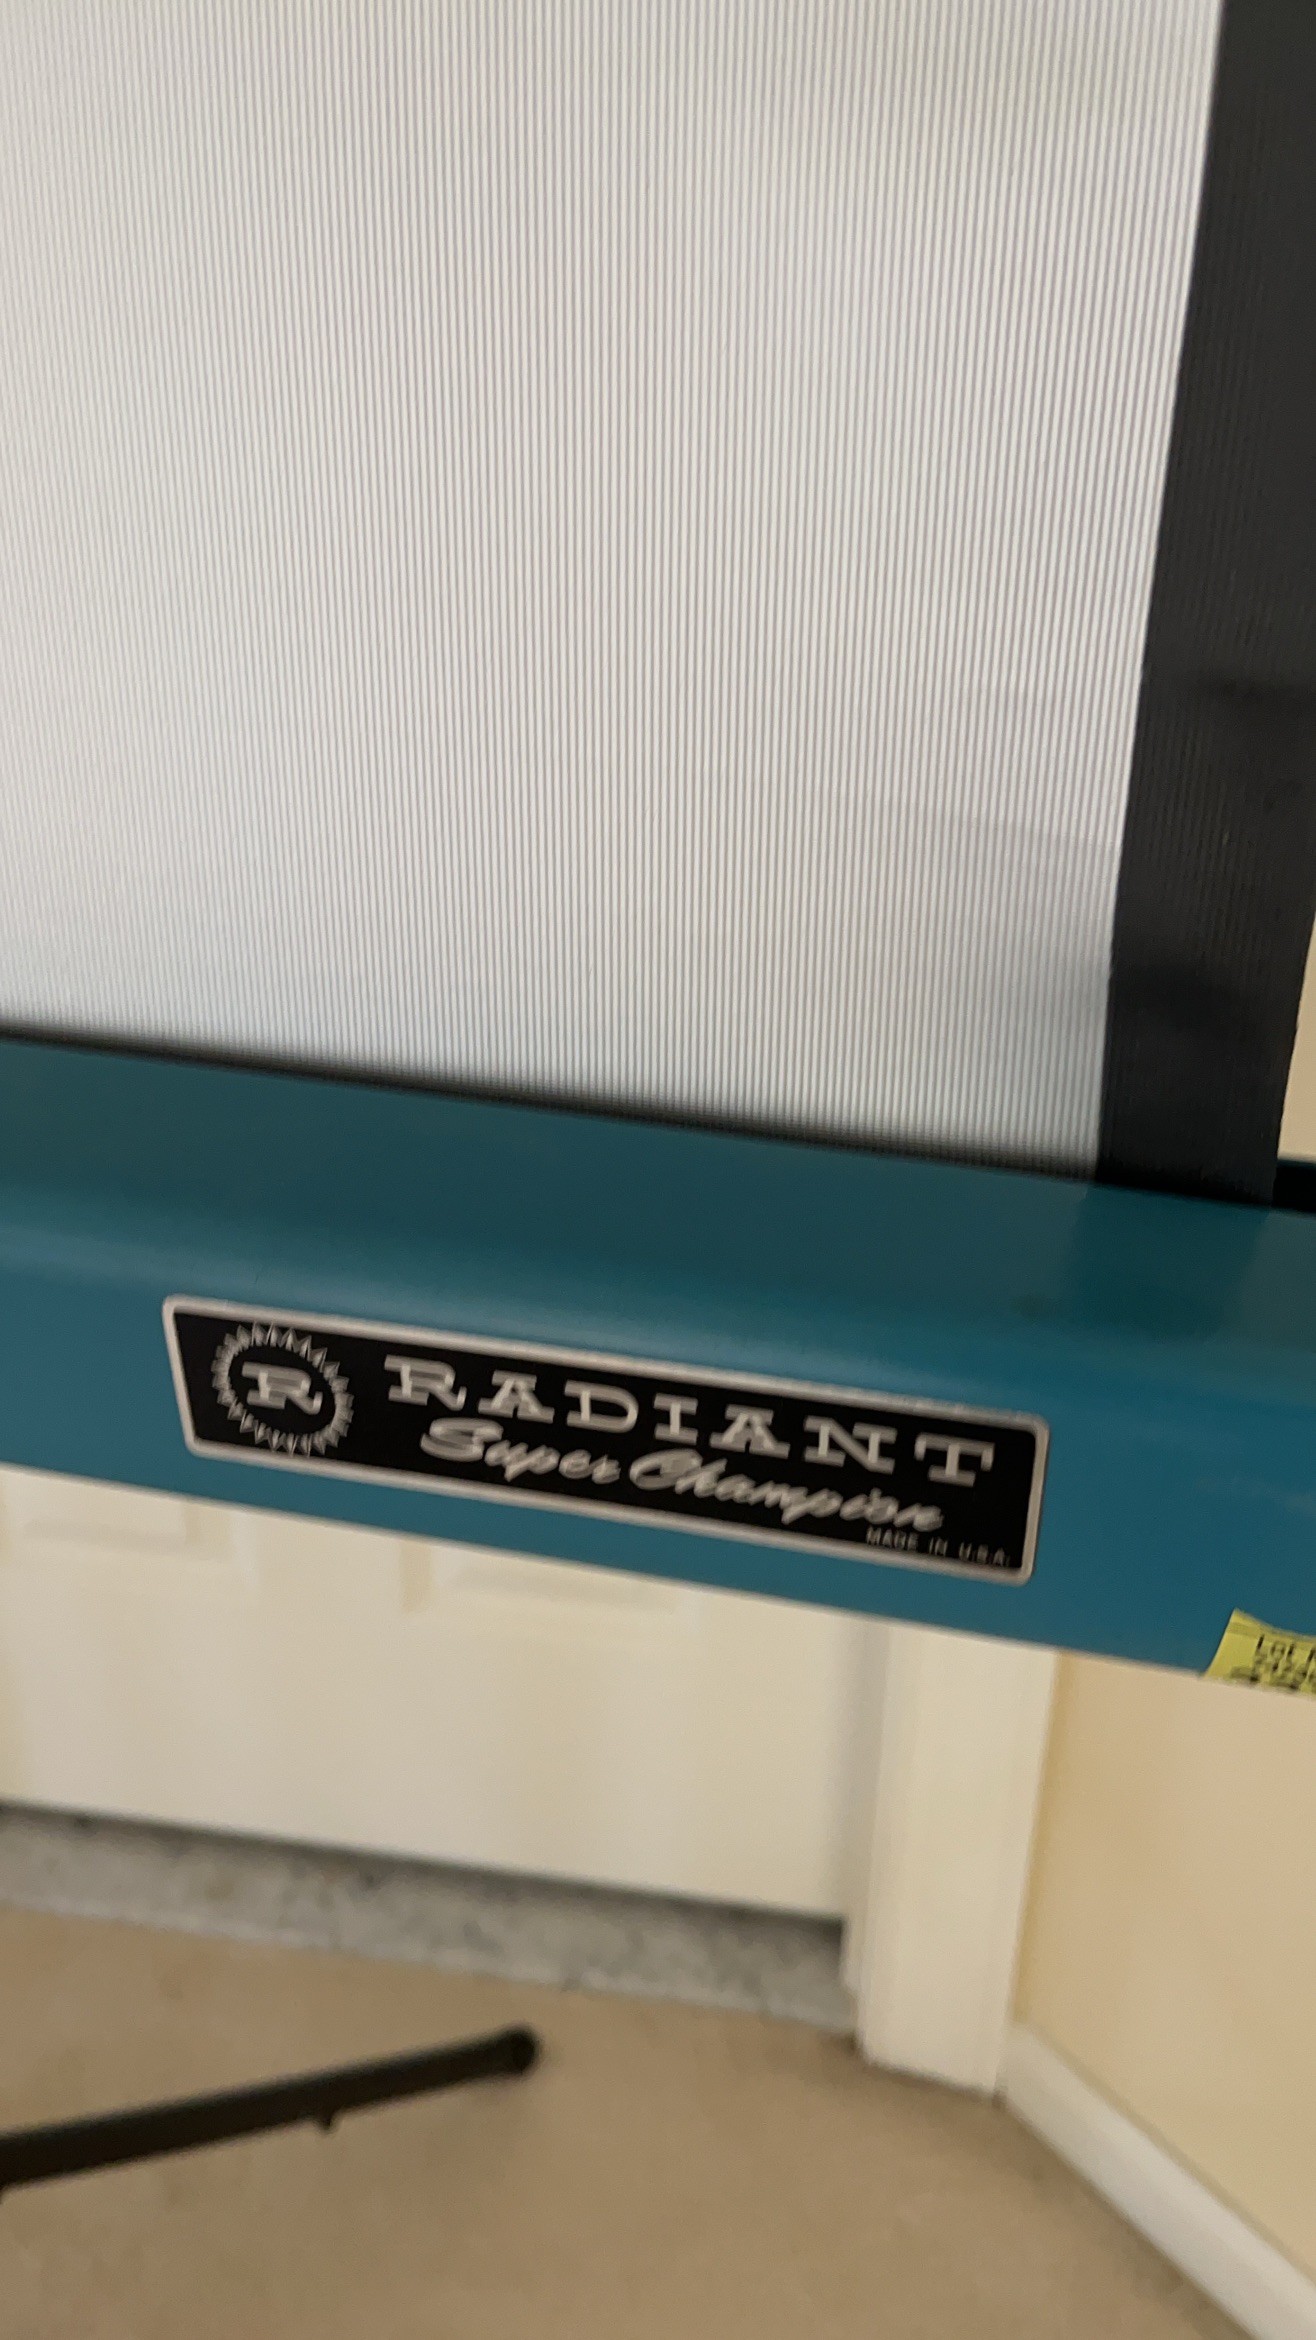 R
RADIANT
Super Champion
MADE IN U.S.A.